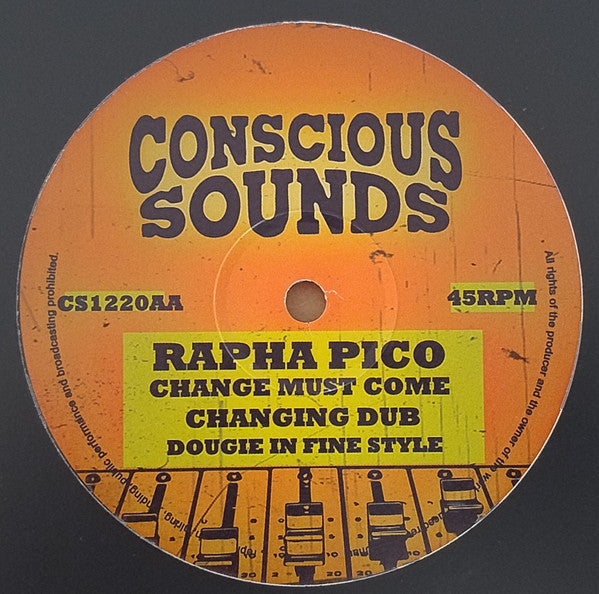 CONSCIOUS
SOUNDS
CS1220AA
45RPM
RAPHA PICO
CHANGE MUST COME
CHANGING DUB
DOUGIE IN FINE STYLE
All rights of the producer and the owner of the
public performance and broadcasting prohibited.